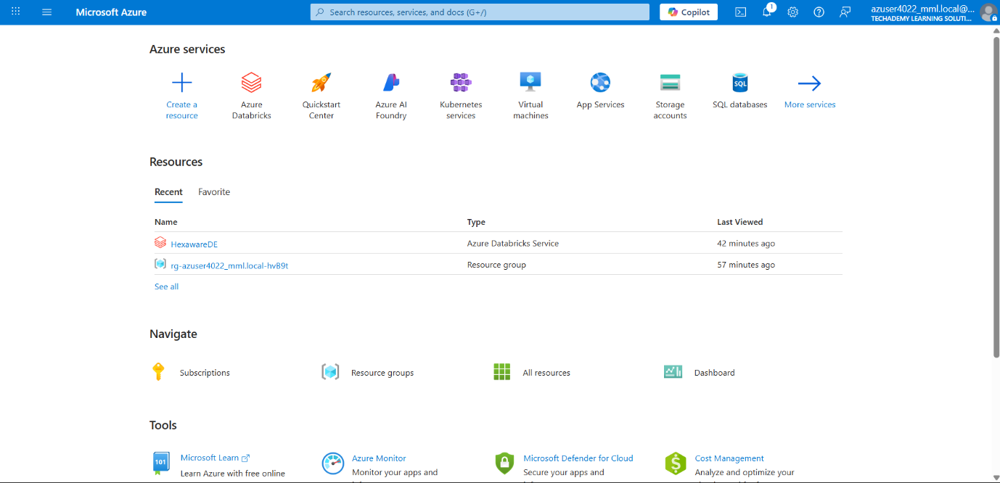 Microsoft Azure
Search resources, services, and docs (G+/)
Copilot
1
azuser4022_mml.local@...
TECHADEMY LEARNING SOLUTI...
Azure services
Create a
resource
Azure
Databricks
Quickstart
Center
Azure AI
Foundry
Kubernetes
services
Virtual
machines
App Services
Storage
accounts
SQL
SQL databases
More services
Resources
Recent
Favorite
Name
Type
Last Viewed
HexawareDE
Azure Databricks Service
42 minutes ago
rg-azuser4022_mml.local-hvB9t
Resource group
57 minutes ago
See all
Navigate
Subscriptions
Resource groups
All resources
Dashboard
Tools
101
Microsoft Learn
Learn Azure with free online
Azure Monitor
Monitor your apps and
Microsoft Defender for Cloud
Secure your apps and
Cost Management
Analyze and optimize your